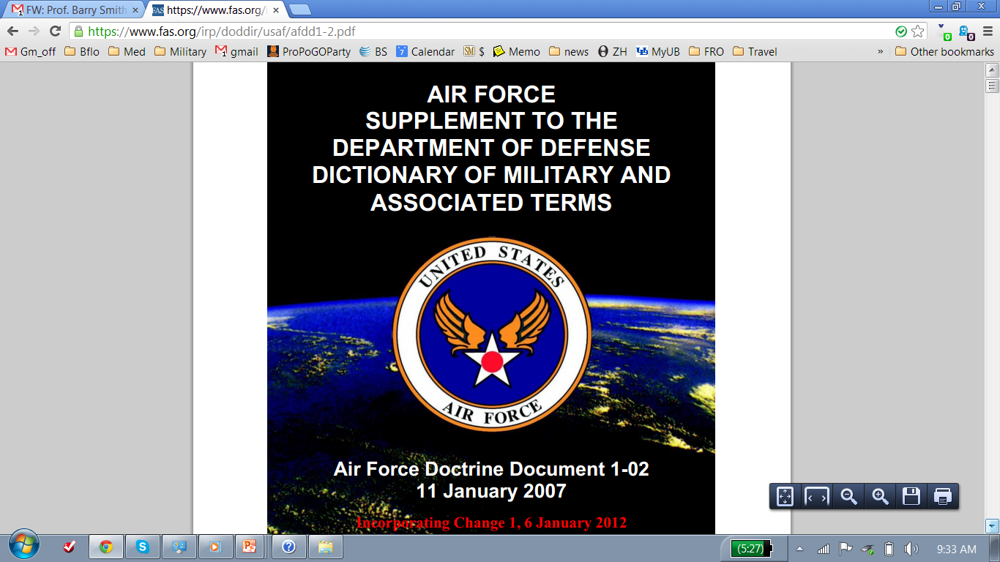 FW: Prof. Barry Smith
https://www.fas.org/
https://www.fas.org/irp/doddir/usaf/afdd1-2.pdf
Gm_off Bflo Med Military gmail ProPoGOParty BS Calendar $ Memo news ZH MyUB FRO Travel » Other bookmarks
AIR FORCE
SUPPLEMENT TO THE
DEPARTMENT OF DEFENSE
DICTIONARY OF MILITARY AND
ASSOCIATED TERMS
UNITED STATES
AIR FORCE
Air Force Doctrine Document 1-02
11 January 2007
Incorporating Change 1, 6 January 2012
(5:27) 9:33 AM